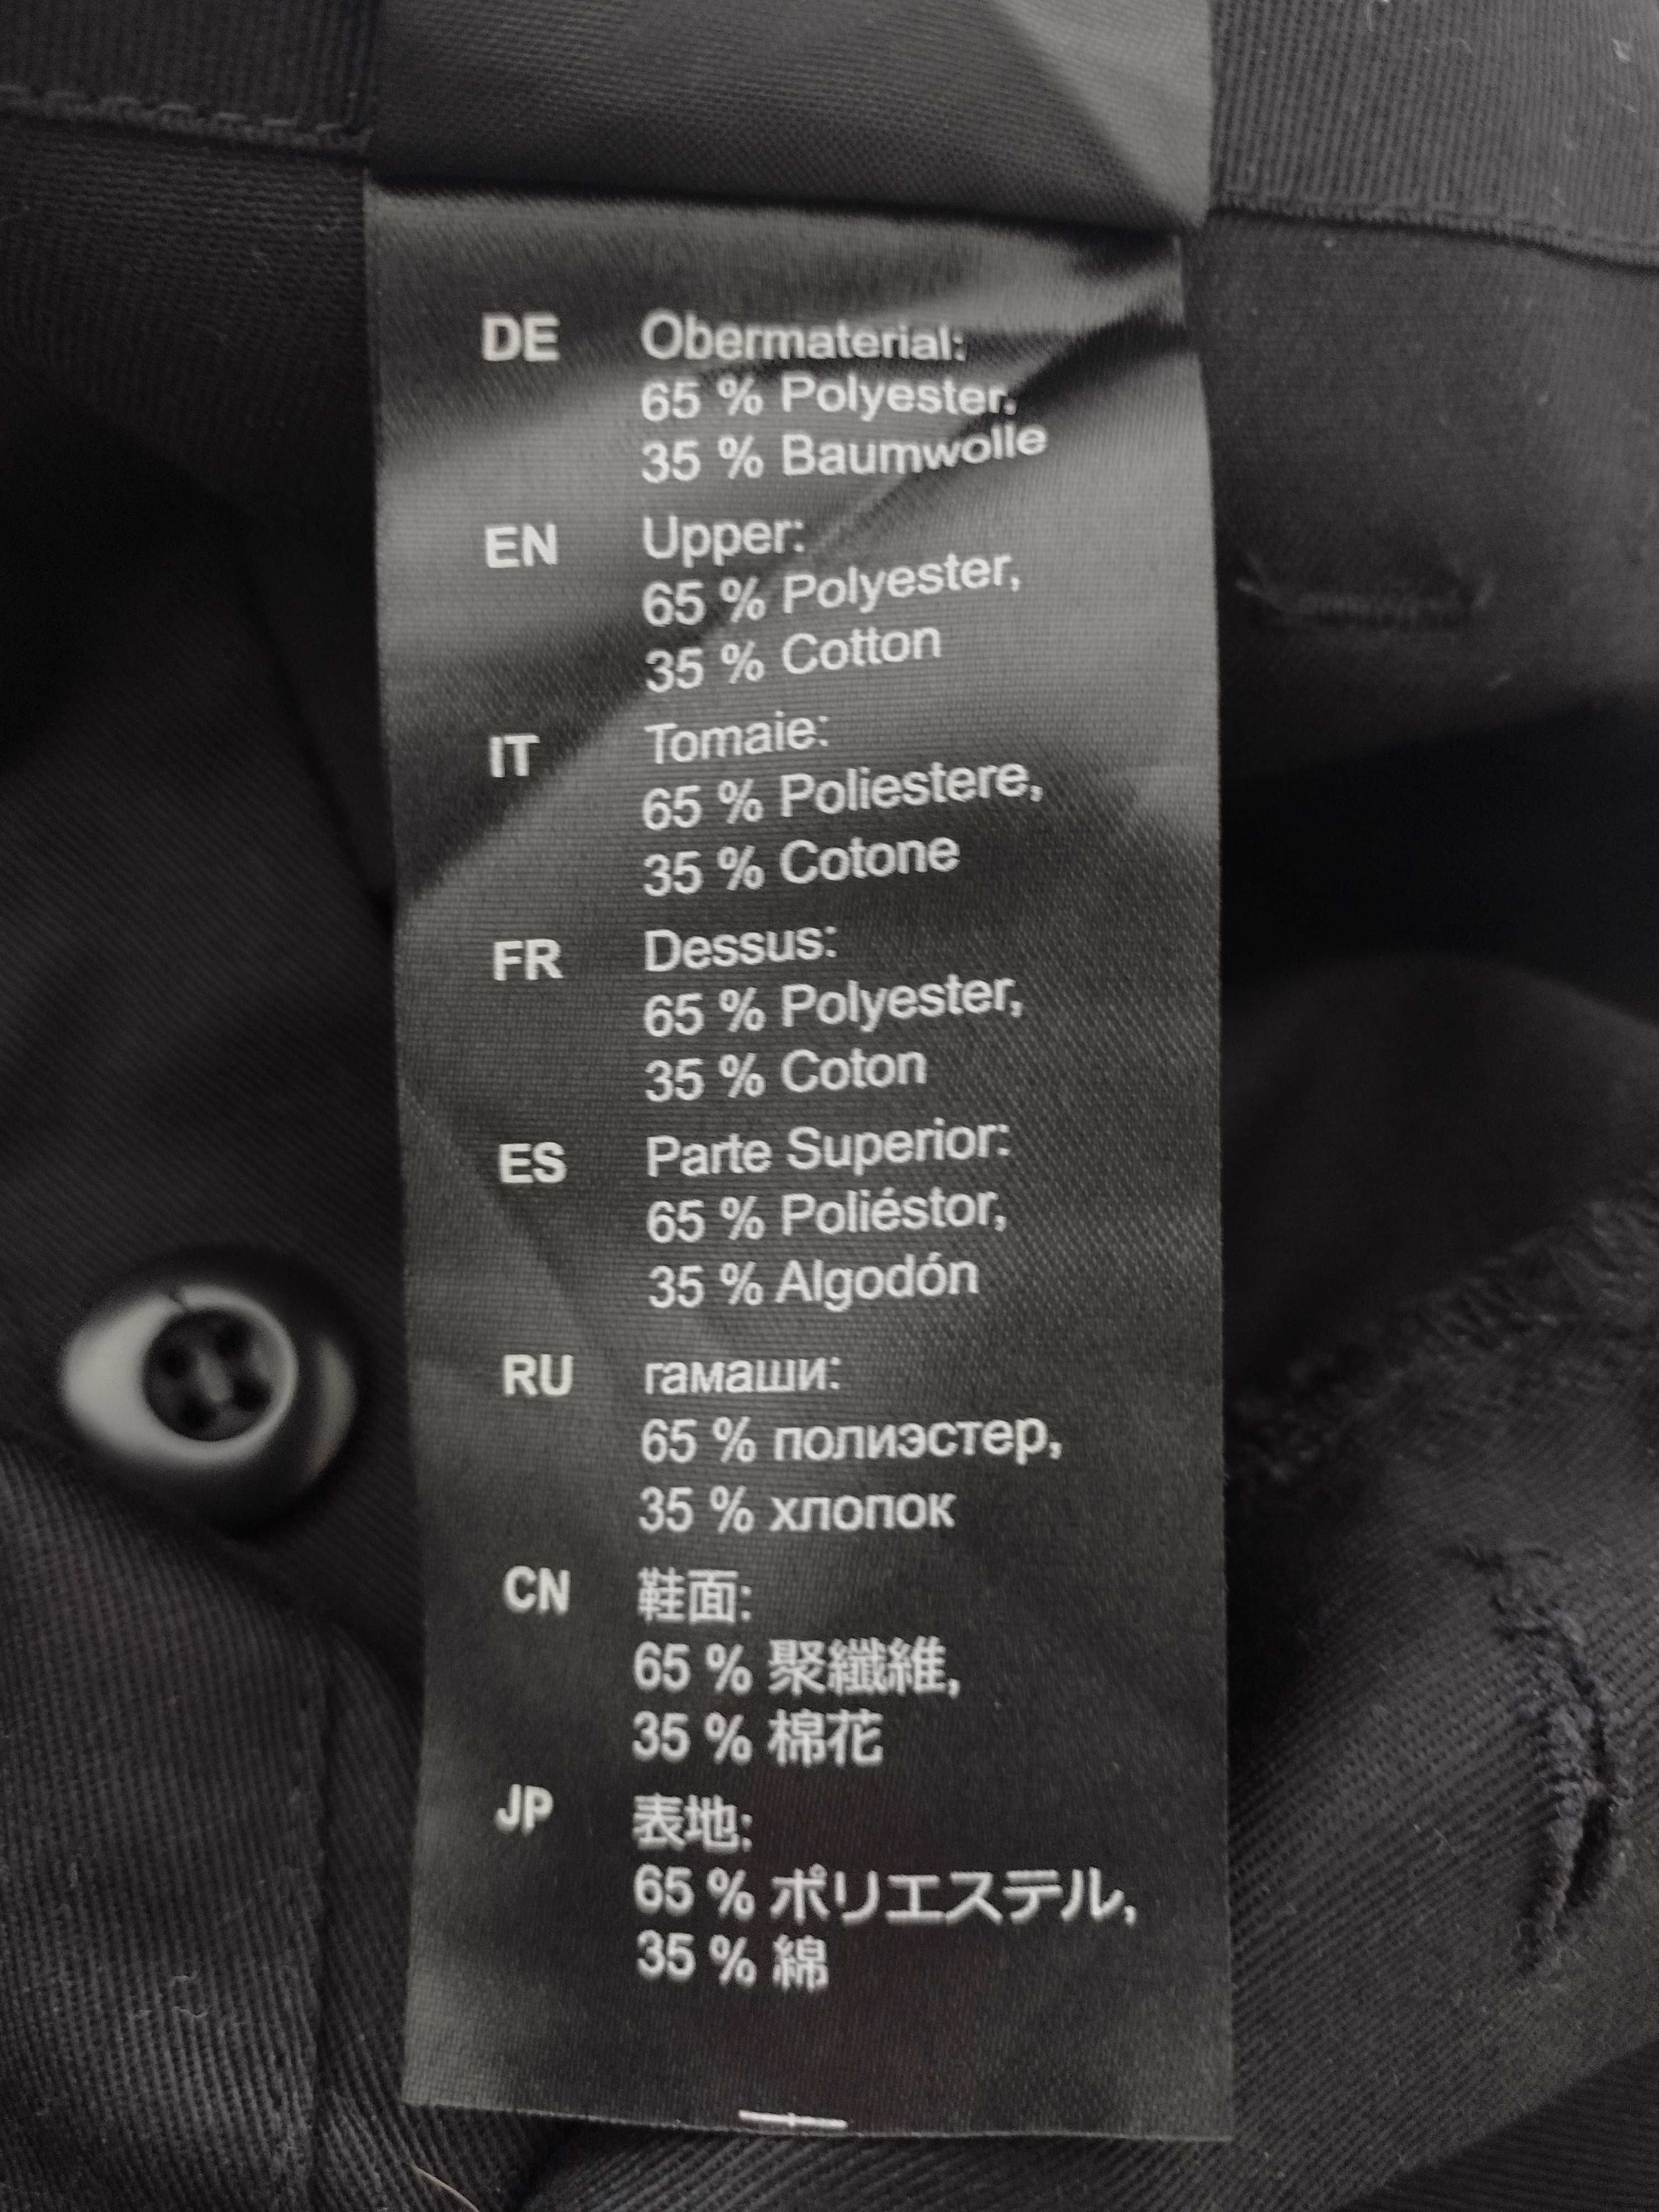 DE Obermaterial:
65 % Polyester,
35 % Baumwolle
EN Upper:
65 % Polyester,
35 % Cotton
IT Tomaie:
65 % Poliestere,
35 % Cotone
FR Dessus:
65 % Polyester,
35 % Coton
ES Parte Superior:
65 % Poliéstor,
35 % Algodón
RU гамаши:
65 % полиэстер,
35 % хлопок
CN 鞋面:
65 % 聚纖維,
35 % 棉花
JP 表地:
65 % ポリエステル,
35 % 綿